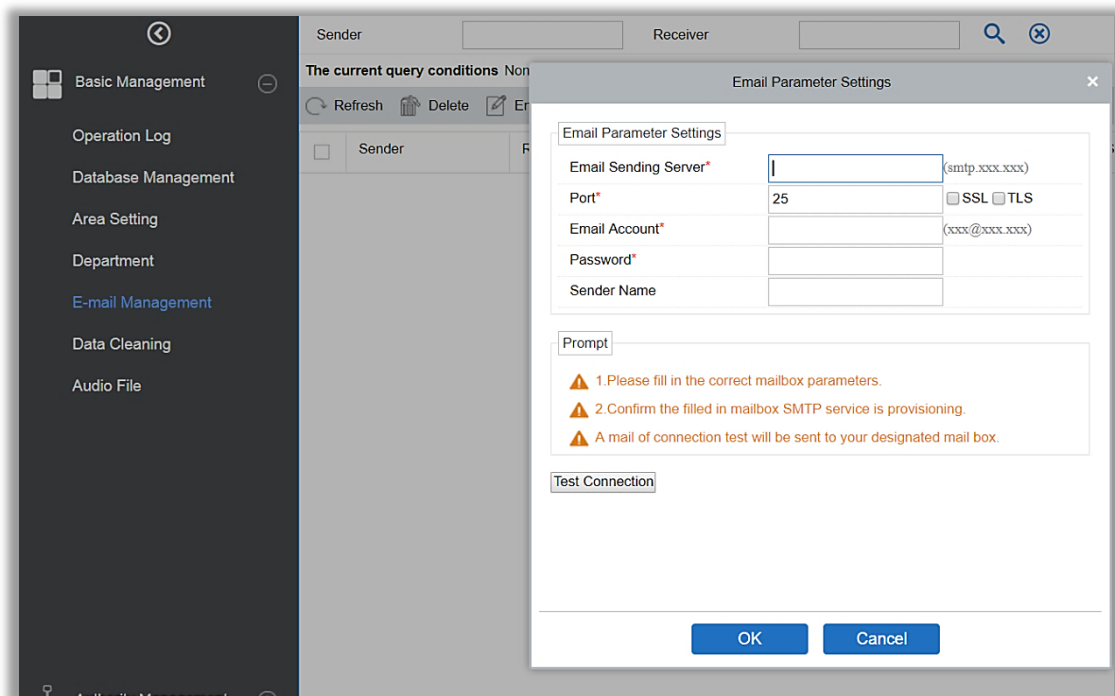 Sender
Receiver
Basic Management
The current query conditions Non
Refresh Delete
Sender
Operation Log
Database Management
Area Setting
Department
E-mail Management
Data Cleaning
Audio File
Email Parameter Settings
Email Parameter Settings
Email Sending Server* (smtp.xxx.xxx)
Port* 25 SSL TLS
Email Account* (xxx@xxx.xxx)
Password*
Sender Name
Prompt
1.Please fill in the correct mailbox parameters.
2.Confirm the filled in mailbox SMTP service is provisioning.
A mail of connection test will be sent to your designated mail box.
Test Connection
OK Cancel